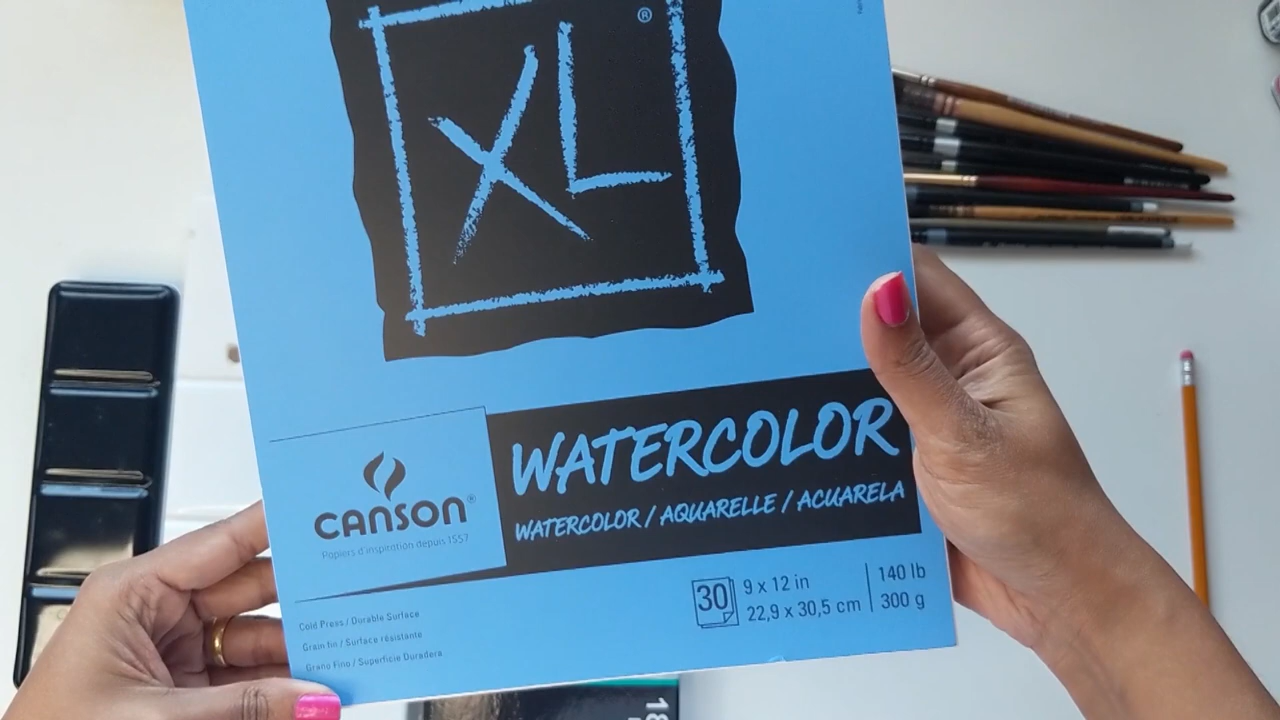 XL®
CANSON®
Papiers d'inspiration depuis 1557
WATERCOLOR
WATERCOLOR / AQUARELLE / ACUARELA
30
9 x 12 in
22,9 x 30,5 cm
140 lb
300 g
Cold Press / Durable Surface
Grain fin / Surface résistante
Grano Fino / Superficie Duradera
18